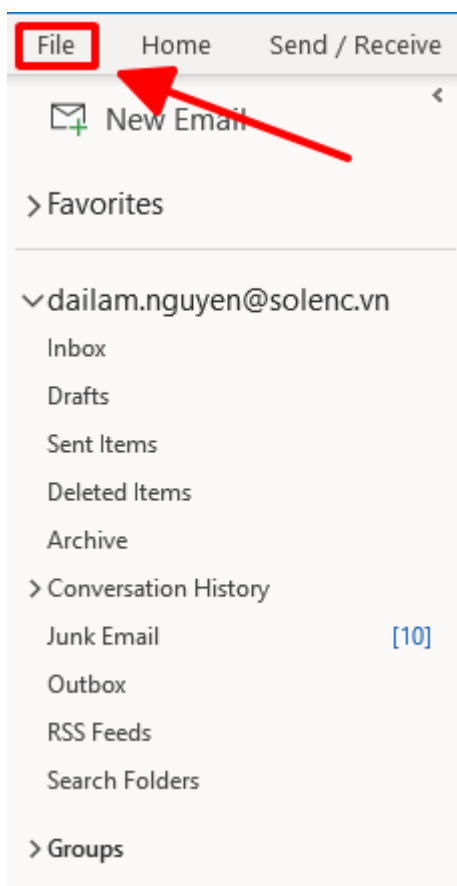 File Home Send / Receive
New Email
Favorites
dailam.nguyen@solenc.vn
Inbox
Drafts
Sent Items
Deleted Items
Archive
Conversation History
Junk Email [10]
Outbox
RSS Feeds
Search Folders
Groups